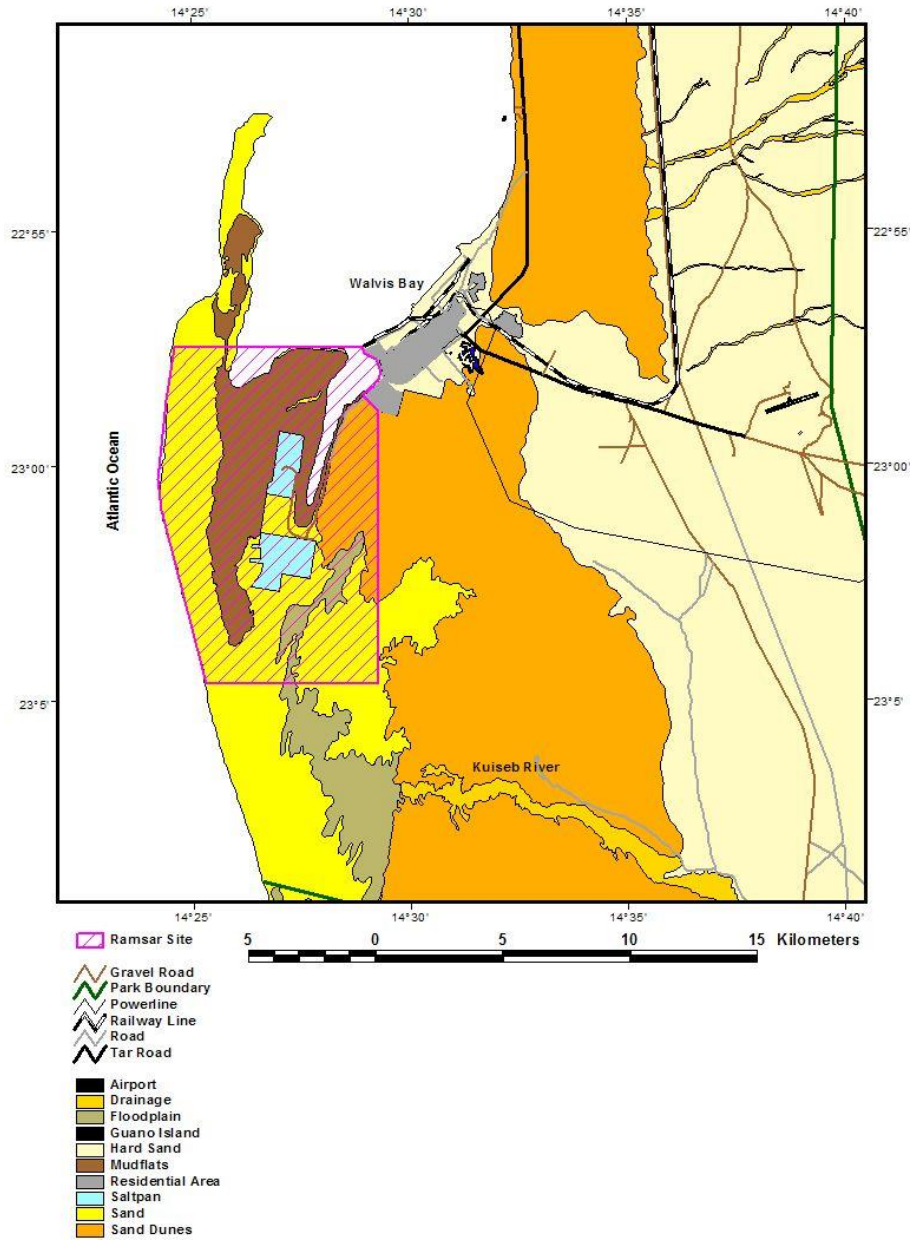 14°25' 14°30' 14°35' 14°40'
22°55' 22°55'
Walvis Bay
23°00' 23°00'
Atlantic Ocean
23°5' 23°5'
Kuiseb River
14°25' 14°30' 14°35' 14°40'
Ramsar Site
5 0 5 10 15 Kilometers
Gravel Road
Park Boundary
Powerline
Railway Line
Road
Tar Road
Airport
Drainage
Floodplain
Guano Island
Hard Sand
Mudflats
Residential Area
Saltpan
Sand
Sand Dunes